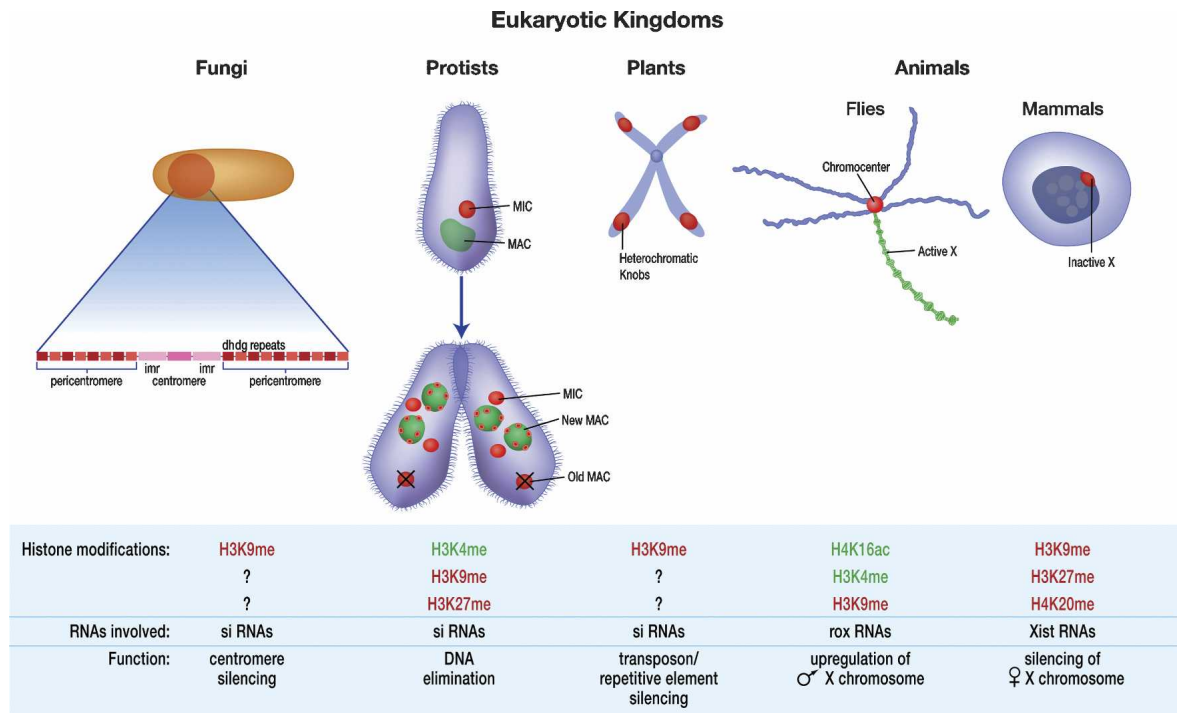 Eukaryotic Kingdoms
Fungi
Protists
Plants
Animals
Flies
Mammals
Chromocenter
MIC
MAC
Heterochromatic
Knobs
Active X
Inactive X
dhdg repeats
imr
imr
pericentromere
centromere
pericentromere
MIC
New MAC
Old MAC
Histone modifications: H3K9me H3K4me H3K9me H4K16ac H3K9me
? H3K9me ? H3K4me H3K27me
? H3K27me ? H3K9me H4K20me
RNAs involved: si RNAs si RNAs si RNAs rox RNAs Xist RNAs
Function: centromere DNA transposon/ upregulation of silencing of
silencing elimination repetitive element ♂ X chromosome ♀ X chromosome
silencing